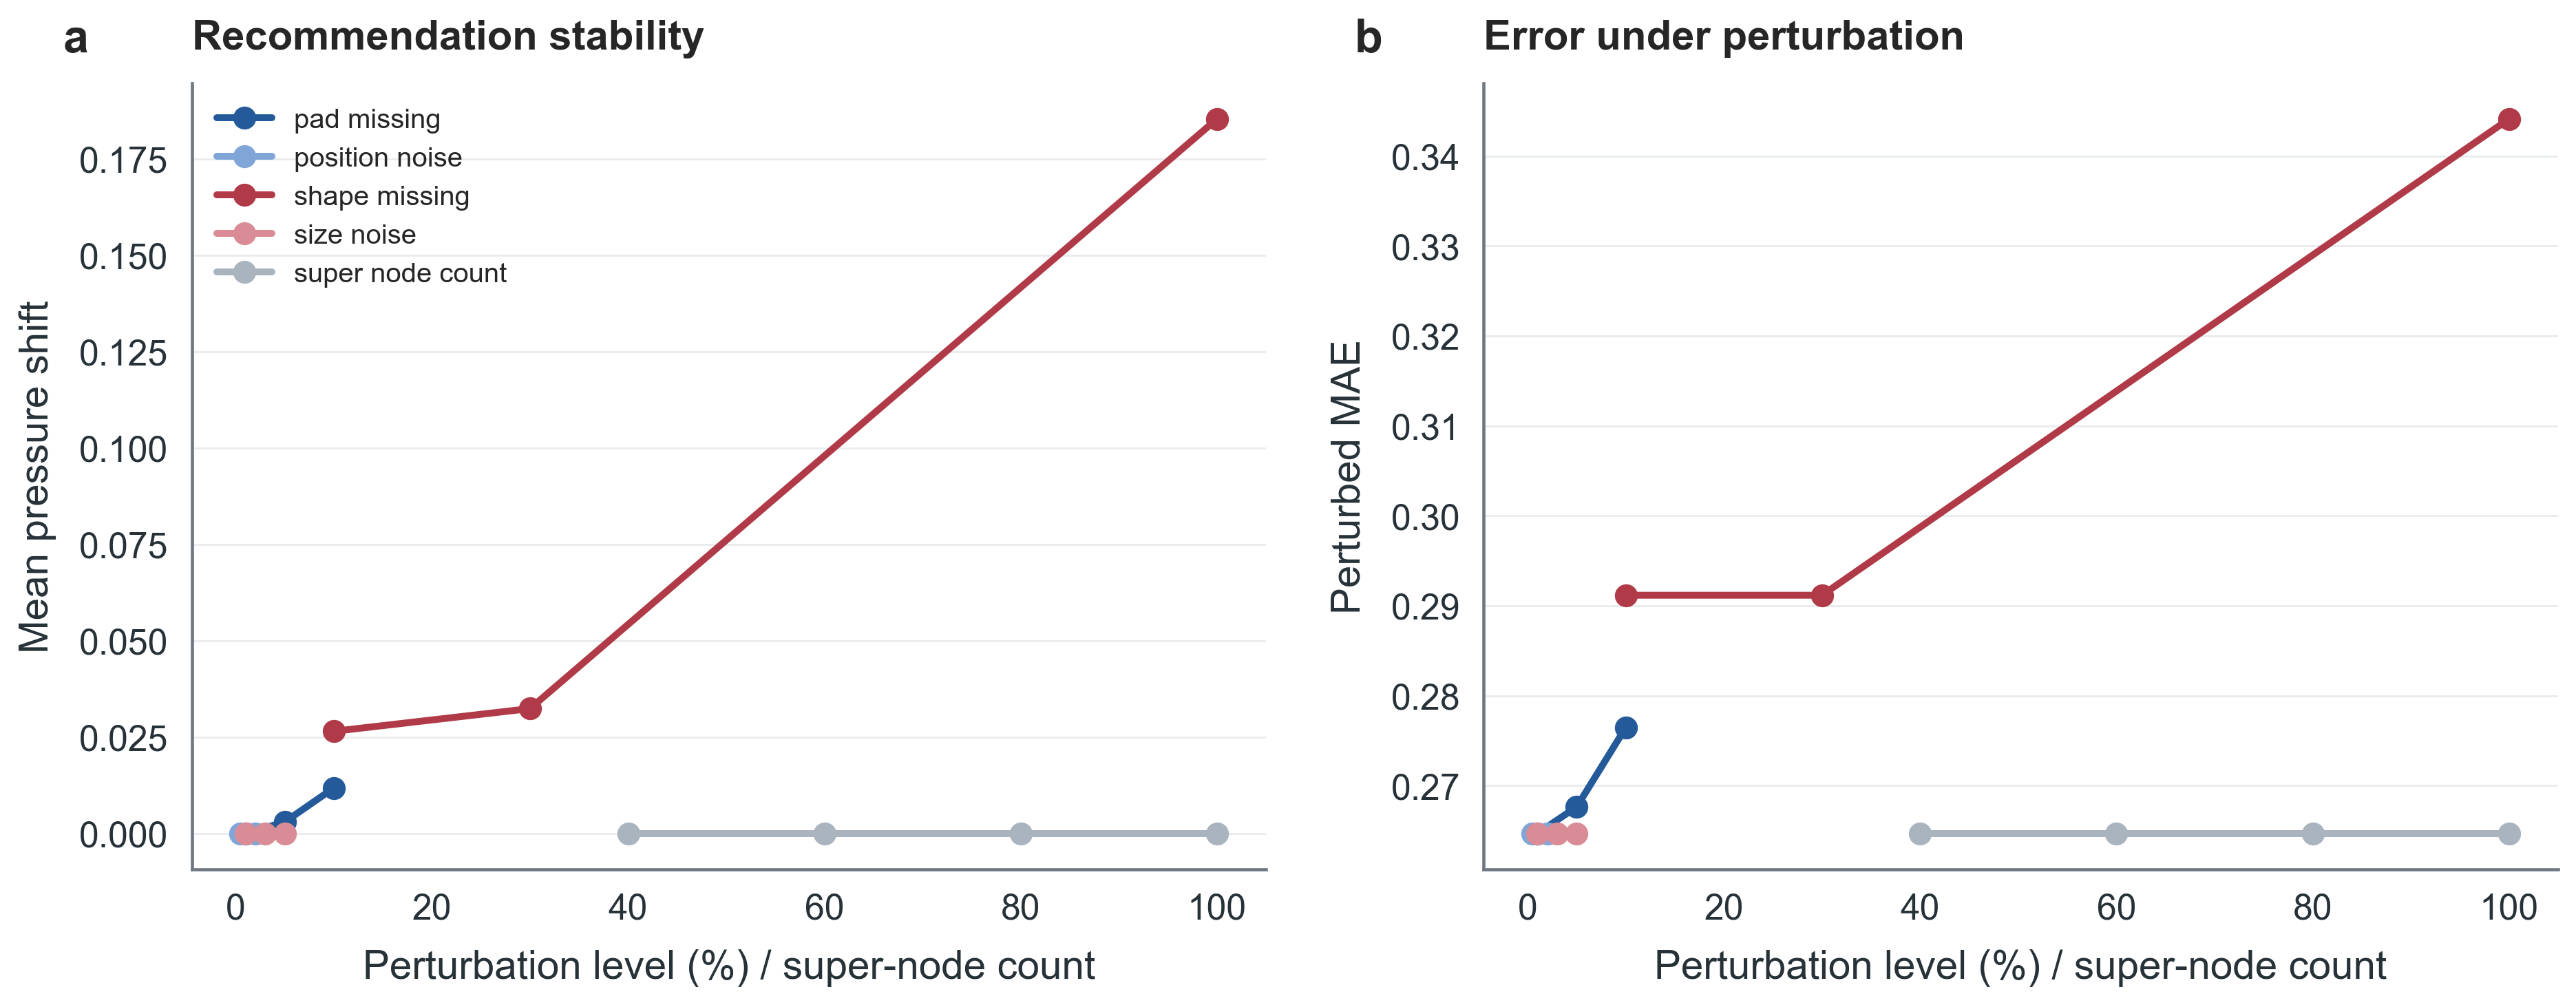 a Recommendation stability
pad missing
position noise
shape missing
size noise
super node count
0.175
0.150
0.125
0.100
0.075
0.050
0.025
0.000
Mean pressure shift
0 20 40 60 80 100
Perturbation level (%) / super-node count
b Error under perturbation
0.34
0.33
0.32
0.31
0.30
0.29
0.28
0.27
Perturbed MAE
0 20 40 60 80 100
Perturbation level (%) / super-node count